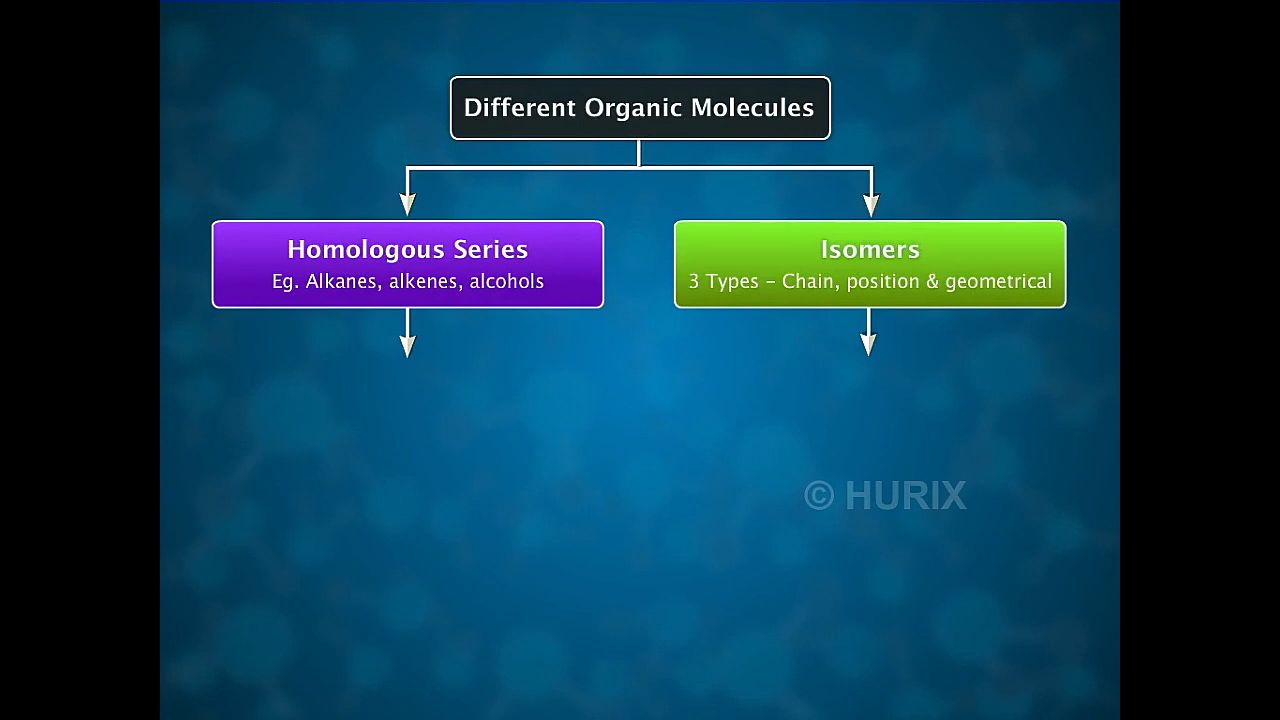 Different Organic Molecules
Homologous Series
Eg. Alkanes, alkenes, alcohols
Isomers
3 Types – Chain, position & geometrical
© HURIX